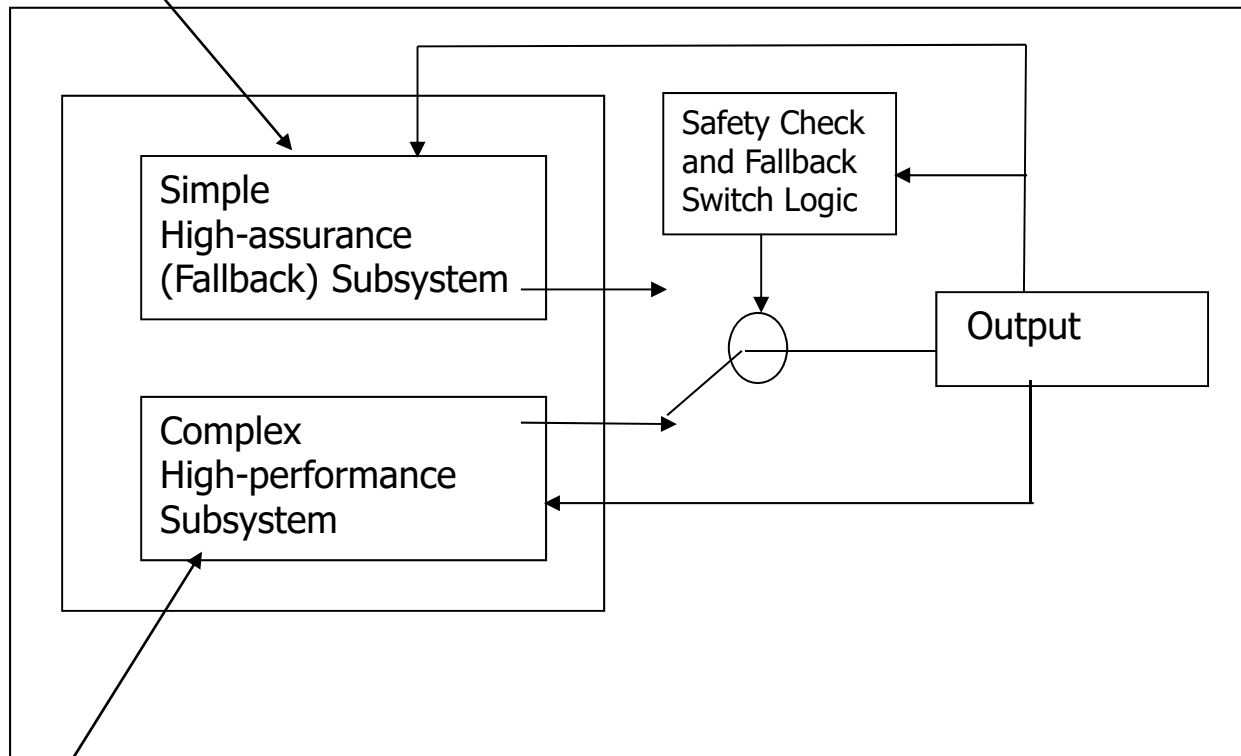 Simple
High-assurance
(Fallback) Subsystem
Safety Check
and Fallback
Switch Logic
Output
Complex
High-performance
Subsystem